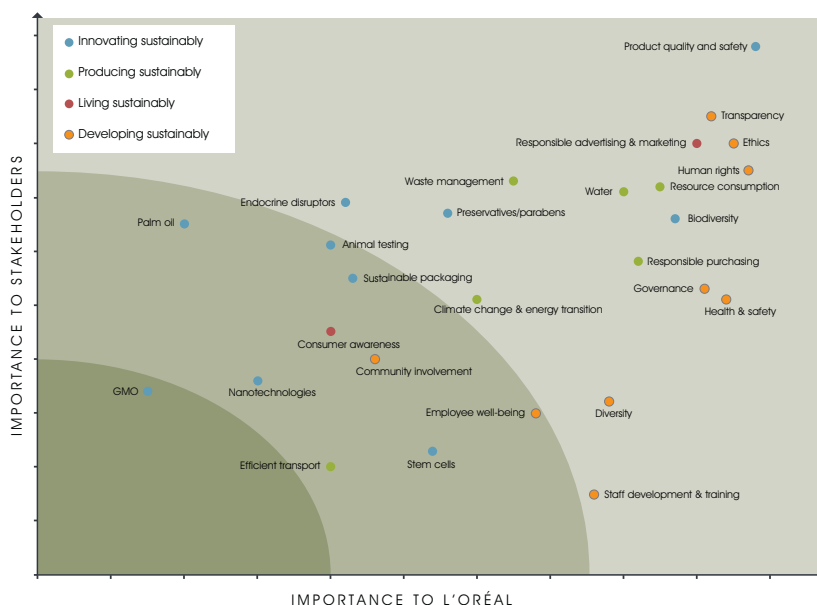 Innovating sustainably
Producing sustainably
Living sustainably
Developing sustainably
Product quality and safety
Transparency
Responsible advertising & marketing
Ethics
Human rights
Waste management
Resource consumption
Water
Endocrine disruptors
Preservatives/parabens
Biodiversity
Palm oil
Animal testing
Responsible purchasing
Sustainable packaging
Governance
Climate change & energy transition
Health & safety
Consumer awareness
Community involvement
GMO
Nanotechnologies
Employee well-being
Diversity
Efficient transport
Stem cells
Staff development & training
IMPORTANCE TO STAKEHOLDERS
IMPORTANCE TO L'ORÉAL